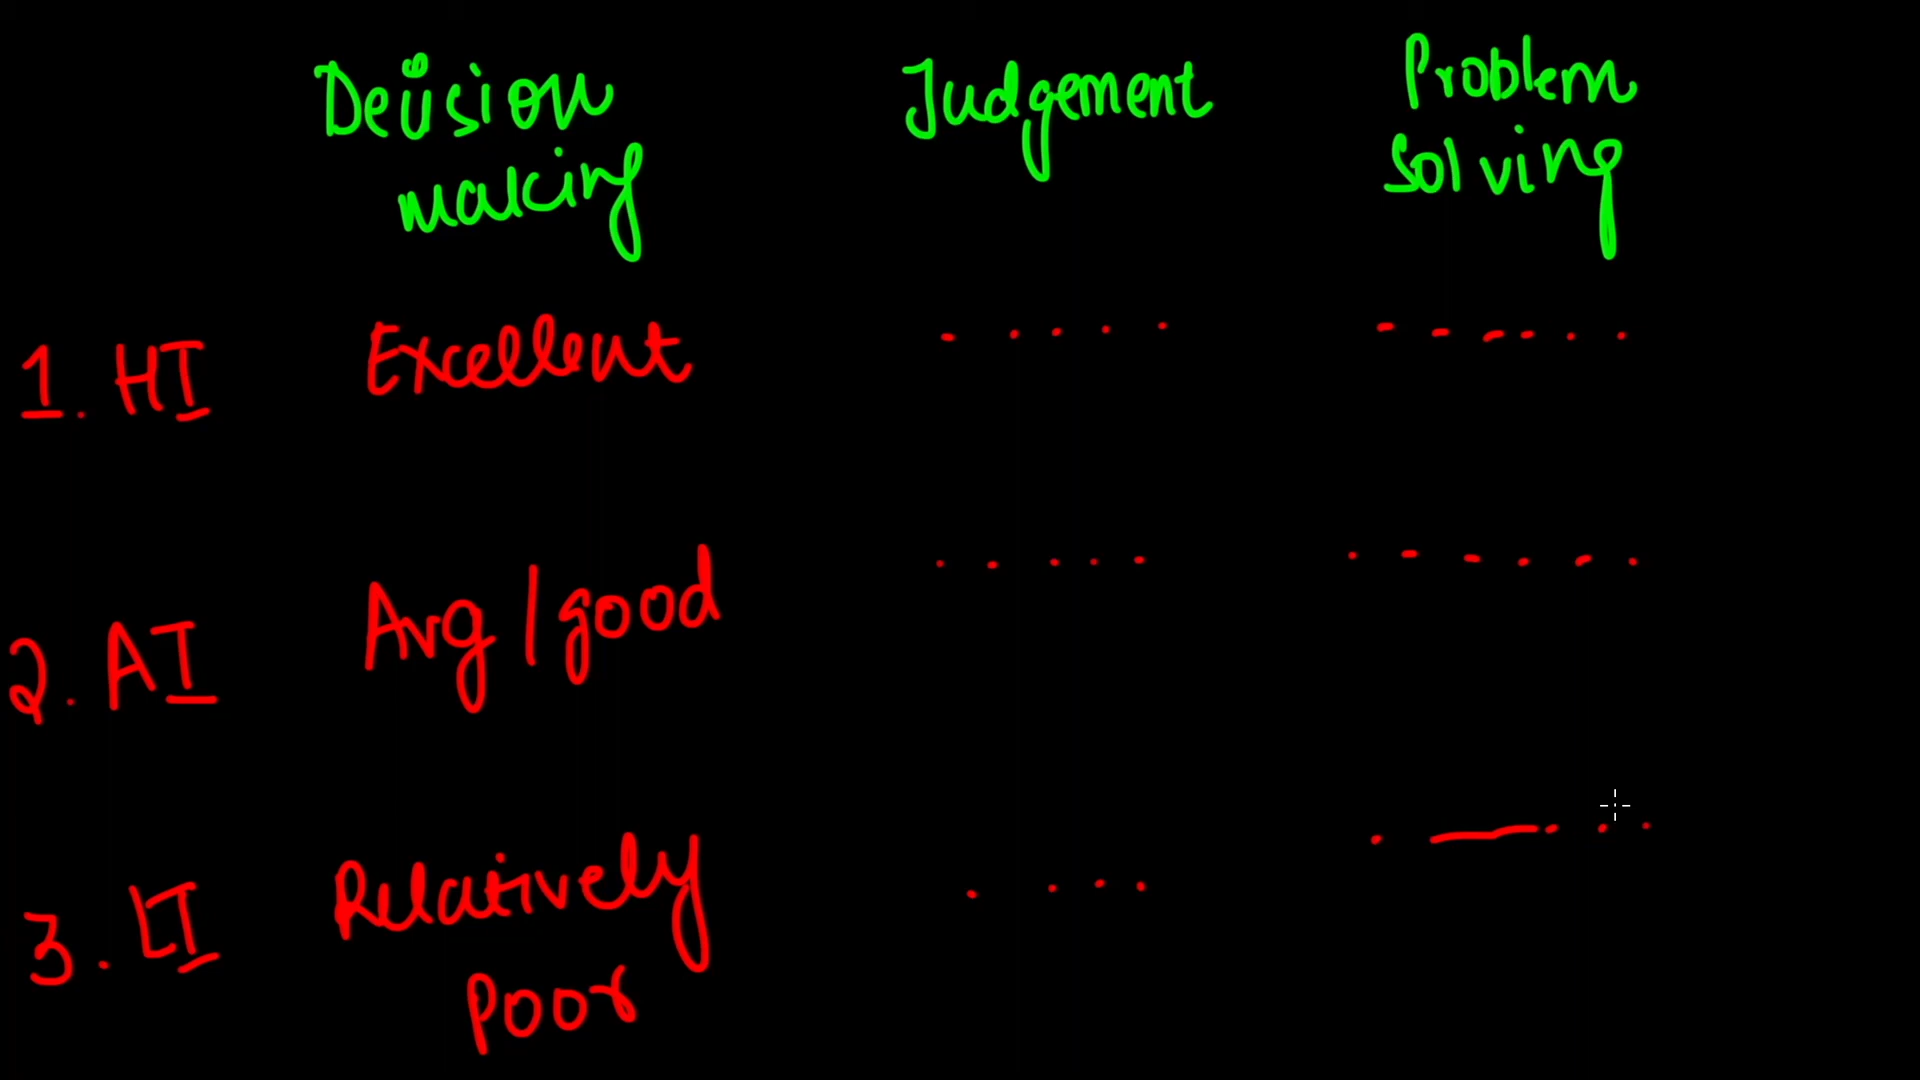 Decision making Judgement Problem solving
1. HI Excellent ..... ------
2. AI Avg/good ..... ------
3. LI Relatively poor .... . — ...